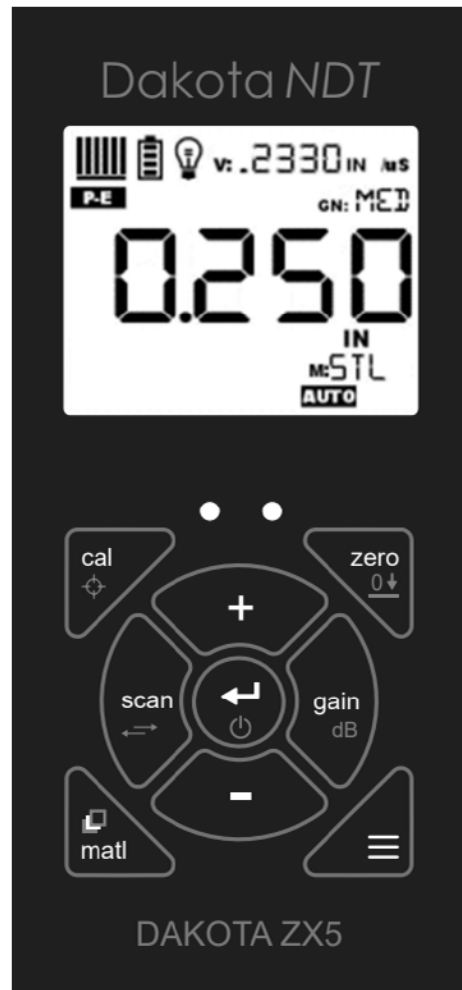 Dakota NDT
V: .2330 IN /uS
P-E
GN: MED
0.250
IN
M:STL
AUTO
cal
zero
0
+
scan
gain
dB
-
matl
DAKOTA ZX5